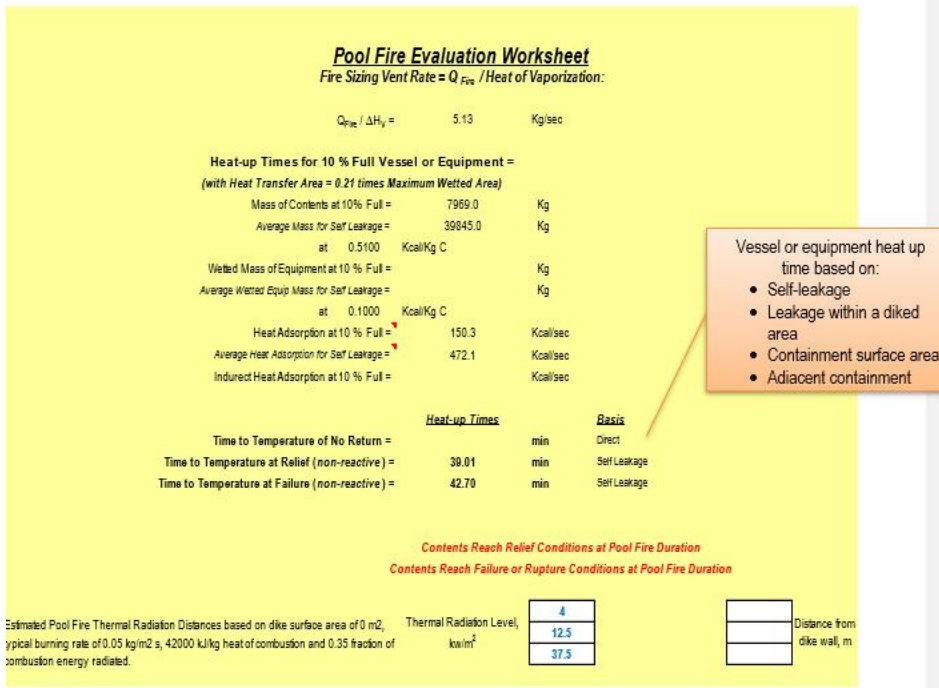 Pool Fire Evaluation Worksheet
Fire Sizing Vent Rate = Q Fire / Heat of Vaporization:
QFire / ΔHV = 5.13 Kg/sec
Heat-up Times for 10 % Full Vessel or Equipment =
(with Heat Transfer Area = 0.21 times Maximum Wetted Area)
Mass of Contents at 10% Full = 7969.0 Kg
Average Mass for Self Leakage = 39845.0 Kg
at 0.5100 Kcal/Kg C
Wetted Mass of Equipment at 10 % Full = Kg
Average Wetted Equip Mass for Self Leakage = Kg
at 0.1000 Kcal/Kg C
Heat Adsorption at 10 % Full = 150.3 Kcal/sec
Average Heat Adsorption for Self Leakage = 472.1 Kcal/sec
Indurect Heat Adsorption at 10 % Full = Kcal/sec
Vessel or equipment heat up
time based on:
• Self-leakage
• Leakage within a diked
area
• Containment surface area
• Adjacent containment
Heat-up Times Basis
Time to Temperature of No Return = min Direct
Time to Temperature at Relief (non-reactive) = 39.01 min Self Leakage
Time to Temperature at Failure (non-reactive) = 42.70 min Self Leakage
Contents Reach Relief Conditions at Pool Fire Duration
Contents Reach Failure or Rupture Conditions at Pool Fire Duration
Estimated Pool Fire Thermal Radiation Distances based on dike surface area of 0 m2,
ypical burning rate of 0.05 kg/m2 s, 42000 kJ/kg heat of combustion and 0.35 fraction of
combustion energy radiated.
Thermal Radiation Level,
kw/m²
4
12.5
37.5
Distance from
dike wall, m